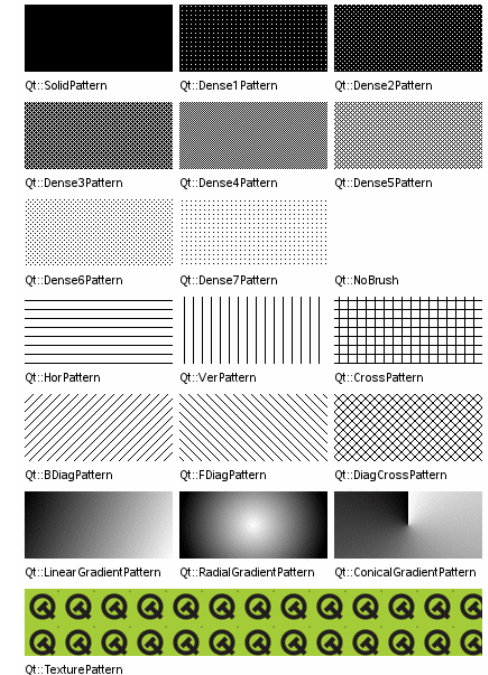 Qt::SolidPattern Qt::Dense1Pattern Qt::Dense2Pattern
Qt::Dense3Pattern Qt::Dense4Pattern Qt::Dense5Pattern
Qt::Dense6Pattern Qt::Dense7Pattern Qt::NoBrush
Qt::HorPattern Qt::VerPattern Qt::CrossPattern
Qt::BDiagPattern Qt::FDiagPattern Qt::DiagCrossPattern
Qt::LinearGradientPattern Qt::RadialGradientPattern Qt::ConicalGradientPattern
Qt::TexturePattern